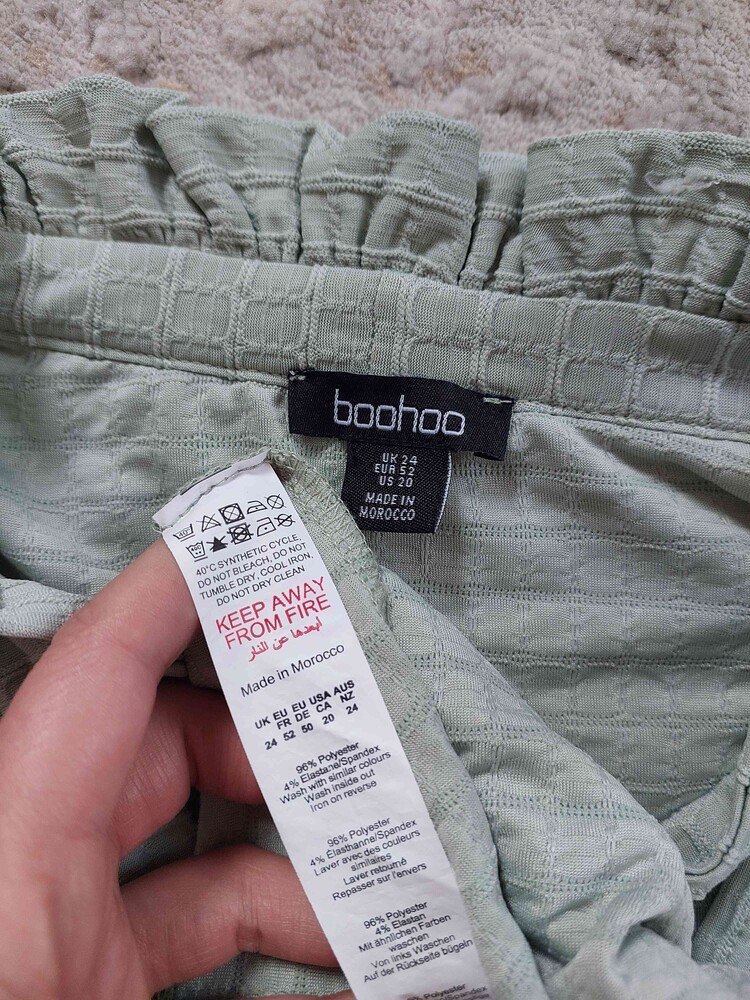 boohoo
UK 24
EUR 52
US 20
MADE IN
MOROCCO
40°C SYNTHETIC CYCLE,
DO NOT BLEACH, DO NOT
TUMBLE DRY, COOL IRON,
DO NOT DRY CLEAN
KEEP AWAY
FROM FIRE
أبعدها عن النار
Made in Morocco
UK EU EU USA AUS
FR DE CA NZ
24 52 50 20 24
96% Polyester
4% Elastane/Spandex
Wash with similar colours
Wash inside out
Iron on reverse
96% Polyester
4% Élasthanne/Spandex
Laver avec des couleurs
similaires
Laver retourné
Repasser sur l'envers
96% Polyester
4% Elastan
Mit ähnlichen Farben
waschen
Von links Waschen
Auf der Rückseite bügeln